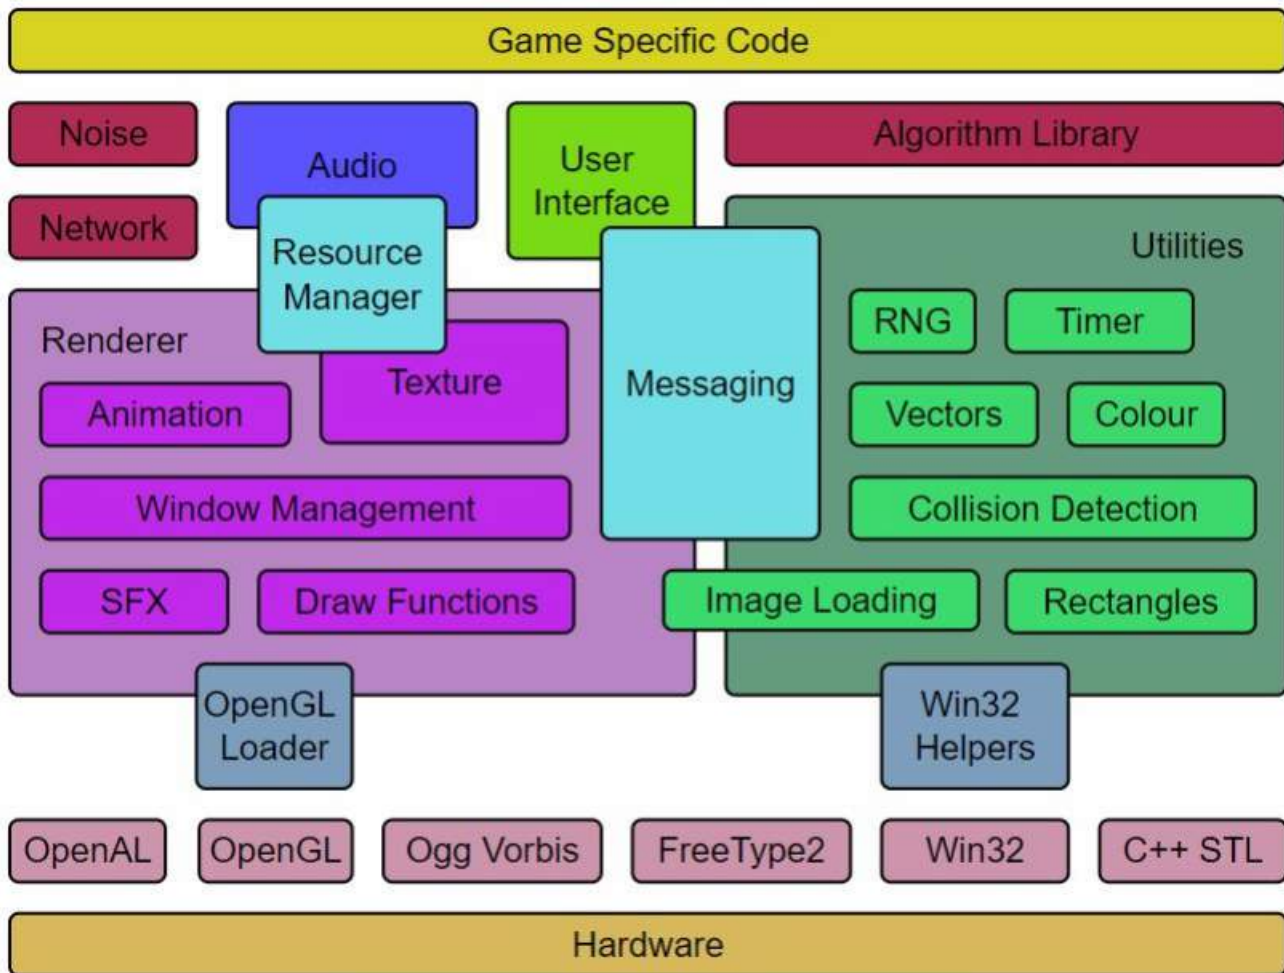 Game Specific Code
Noise
Audio
User
Interface
Algorithm Library
Network
Resource
Manager
Utilities
Renderer
Texture
Messaging
RNG
Timer
Animation
Vectors
Colour
Window Management
Collision Detection
SFX
Draw Functions
Image Loading
Rectangles
OpenGL
Loader
Win32
Helpers
OpenAL
OpenGL
Ogg Vorbis
FreeType2
Win32
C++ STL
Hardware